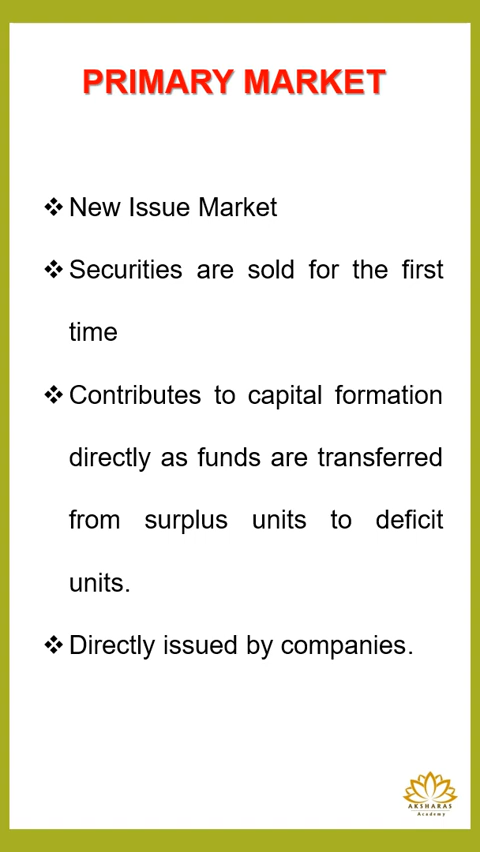 PRIMARY MARKET
❖ New Issue Market
❖ Securities are sold for the first
time
❖ Contributes to capital formation
directly as funds are transferred
from surplus units to deficit
units.
❖ Directly issued by companies.
AKSHARAS
Academy